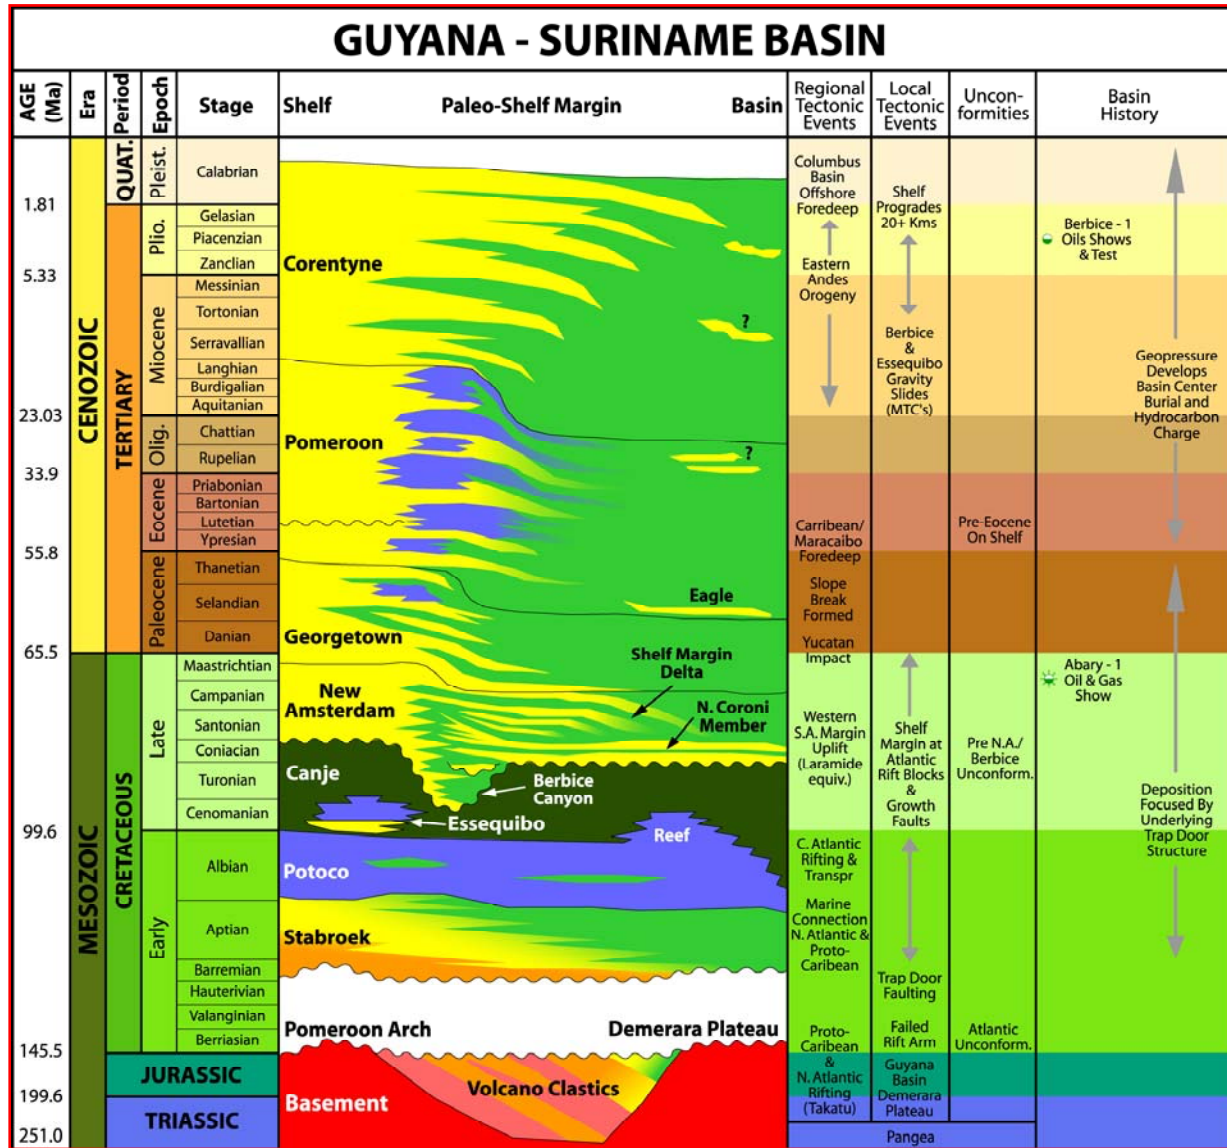 GUYANA - SURINAME BASIN
AGE
(Ma)
Era
Period
Epoch
Stage
Shelf
Paleo-Shelf Margin
Basin
Regional
Tectonic
Events
Local
Tectonic
Events
Uncon-
formities
Basin
History
1.81
5.33
23.03
33.9
55.8
65.5
99.6
145.5
199.6
251.0
CENOZOIC
MESOZOIC
QUAT.
TERTIARY
CRETACEOUS
JURASSIC
TRIASSIC
Pleist.
Plio.
Miocene
Olig.
Eocene
Paleocene
Late
Early
Calabrian
Gelasian
Piacenzian
Zanclian
Messinian
Tortonian
Serravallian
Langhian
Burdigalian
Aquitanian
Chattian
Rupelian
Priabonian
Bartonian
Lutetian
Ypresian
Thanetian
Selandian
Danian
Maastrichtian
Campanian
Santonian
Coniacian
Turonian
Cenomanian
Albian
Aptian
Barremian
Hauterivian
Valanginian
Berriasian
Corentyne
?
Pomeroon
?
Eagle
Georgetown
Shelf Margin
Delta
New
Amsterdam
N. Coroni
Member
Canje
Berbice
Canyon
Essequibo
Reef
Potoco
Stabroek
Pomeroon Arch
Demerara Plateau
Volcano Clastics
Basement
Columbus
Basin
Offshore
Foredeep
Eastern
Andes
Orogeny
Carribean/
Maracaibo
Foredeep
Slope
Break
Formed
Yucatan
Impact
Western
S.A. Margin
Uplift
(Laramide
equiv.)
C. Atlantic
Rifting &
Transpr
Marine
Connection
N. Atlantic &
Proto-
Caribbean
Proto-
Caribbean
&
N. Atlantic
Rifting
(Takatu)
Shelf
Progrades
20+ Kms
Berbice
&
Essequibo
Gravity
Slides
(MTC's)
Shelf
Margin at
Atlantic
Rift Blocks
&
Growth
Faults
Trap Door
Faulting
Failed
Rift Arm
Guyana
Basin
Demerara
Plateau
Pre-Eocene
On Shelf
Pre N.A./
Berbice
Unconform.
Atlantic
Unconform.
Pangea
Berbice - 1
Oils Shows
& Test
Geopressure
Develops
Basin Center
Burial and
Hydrocarbon
Charge
Abary - 1
Oil & Gas
Show
Deposition
Focused By
Underlying
Trap Door
Structure